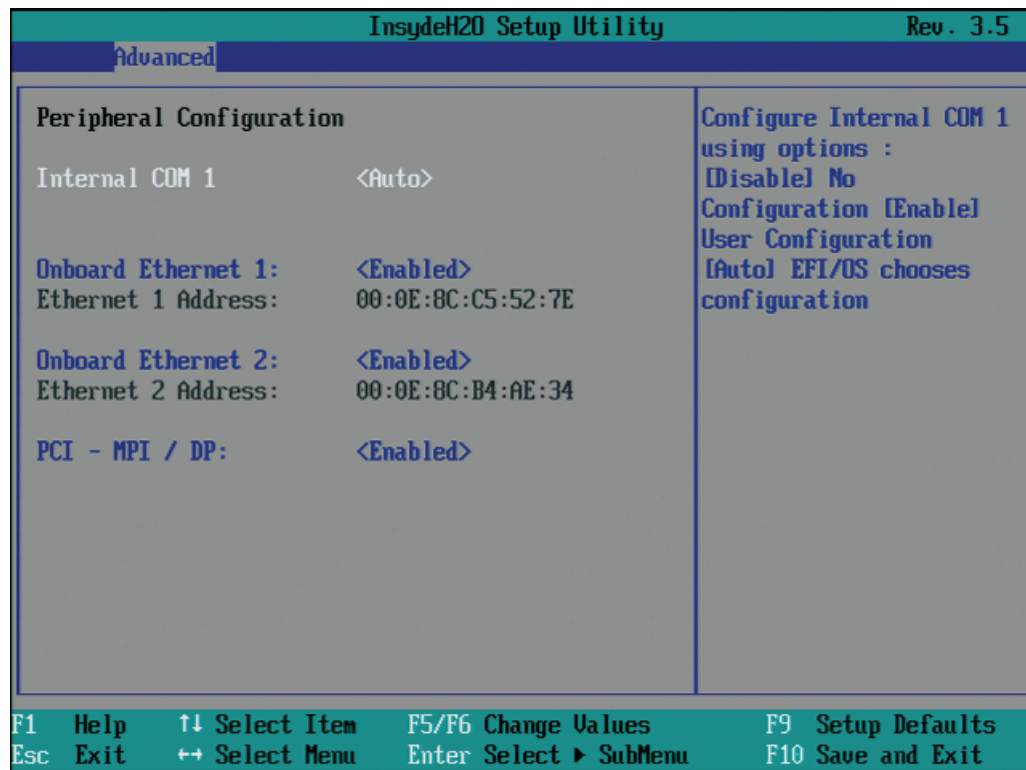 InsydeH2O Setup Utility Rev. 3.5
Advanced
Peripheral Configuration
Internal COM 1 <Auto>
Onboard Ethernet 1: <Enabled>
Ethernet 1 Address: 00:0E:8C:C5:52:7E
Onboard Ethernet 2: <Enabled>
Ethernet 2 Address: 00:0E:8C:B4:AE:34
PCI - MPI / DP: <Enabled>
Configure Internal COM 1
using options :
[Disable] No
Configuration [Enable]
User Configuration
[Auto] EFI/OS chooses
configuration
F1 Help ↑↓ Select Item F5/F6 Change Values F9 Setup Defaults
Esc Exit ↔ Select Menu Enter Select ▶ SubMenu F10 Save and Exit